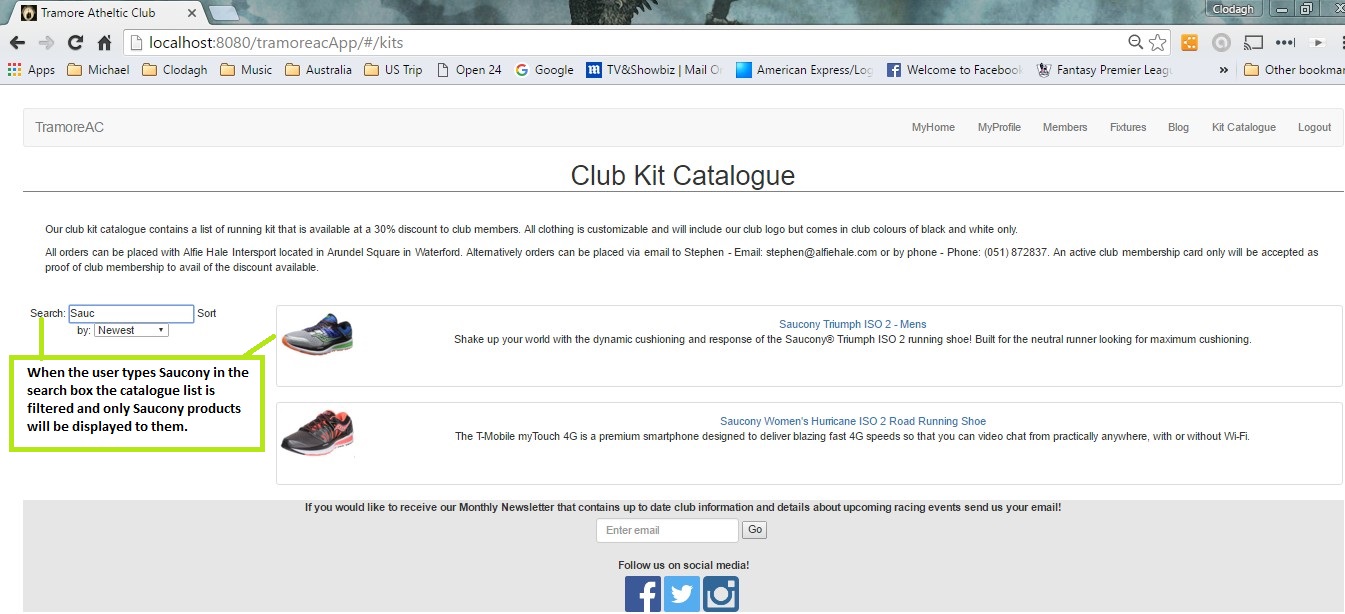 Tramore Atheltic Club
Clodagh
localhost:8080/tramoreacApp/#/kits
Apps Michael Clodagh Music Australia US Trip Open 24 Google TV&Showbiz | Mail O American Express/Log Welcome to Facebook Fantasy Premier Leag » Other bookmar
TramoreAC MyHome MyProfile Members Fixtures Blog Kit Catalogue Logout
Club Kit Catalogue
Our club kit catalogue contains a list of running kit that is available at a 30% discount to club members. All clothing is customizable and will include our club logo but comes in club colours of black and white only.
All orders can be placed with Alfie Hale Intersport located in Arundel Square in Waterford. Alternatively orders can be placed via email to Stephen - Email: stephen@alfiehale.com or by phone - Phone: (051) 872837. An active club membership card only will be accepted as
proof of club membership to avail of the discount available.
Search: Sauc Sort
by: Newest
When the user types Saucony in the
search box the catalogue list is
filtered and only Saucony products
will be displayed to them.
Saucony Triumph ISO 2 - Mens
Shake up your world with the dynamic cushioning and response of the Saucony® Triumph ISO 2 running shoe! Built for the neutral runner looking for maximum cushioning.
Saucony Women's Hurricane ISO 2 Road Running Shoe
The T-Mobile myTouch 4G is a premium smartphone designed to deliver blazing fast 4G speeds so that you can video chat from practically anywhere, with or without Wi-Fi.
If you would like to receive our Monthly Newsletter that contains up to date club information and details about upcoming racing events send us your email!
Enter email Go
Follow us on social media!